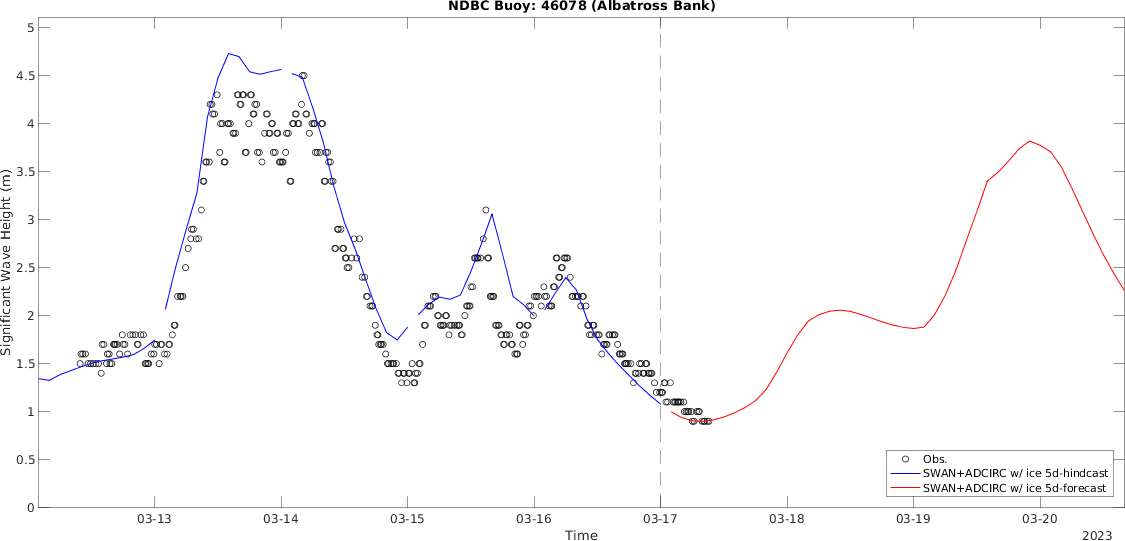 NDBC Buoy: 46078 (Albatross Bank)
5
4.5
4
3.5
3
2.5
2
1.5
1
0.5
0
Significant Wave Height (m)
Obs.
SWAN+ADCIRC w/ ice 5d-hindcast
SWAN+ADCIRC w/ ice 5d-forecast
03-13 03-14 03-15 03-16 03-17 03-18 03-19 03-20
Time
2023